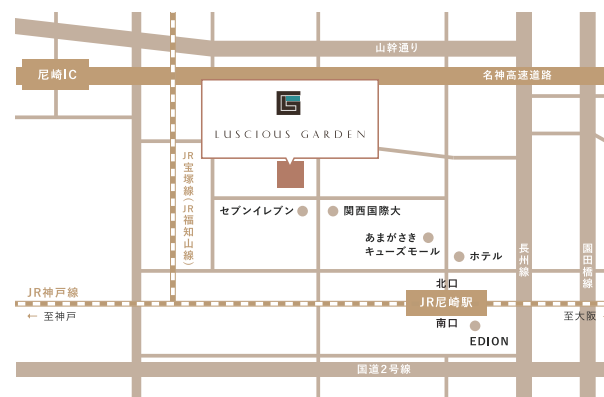 山幹通り
尼崎IC
名神高速道路
LUSCIOUS GARDEN
JR宝塚線(JR福知山線)
セブンイレブン
関西国際大
あまがさき
キューズモール
ホテル
長州線
園田橋線
北口
JR神戸線
JR尼崎駅
← 至神戸
南口
至大阪
EDION
国道2号線